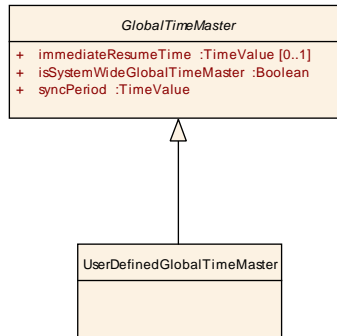 GlobalTimeMaster
+ immediateResumeTime :TimeValue [0..1]
+ isSystemWideGlobalTimeMaster :Boolean
+ syncPeriod :TimeValue
UserDefinedGlobalTimeMaster